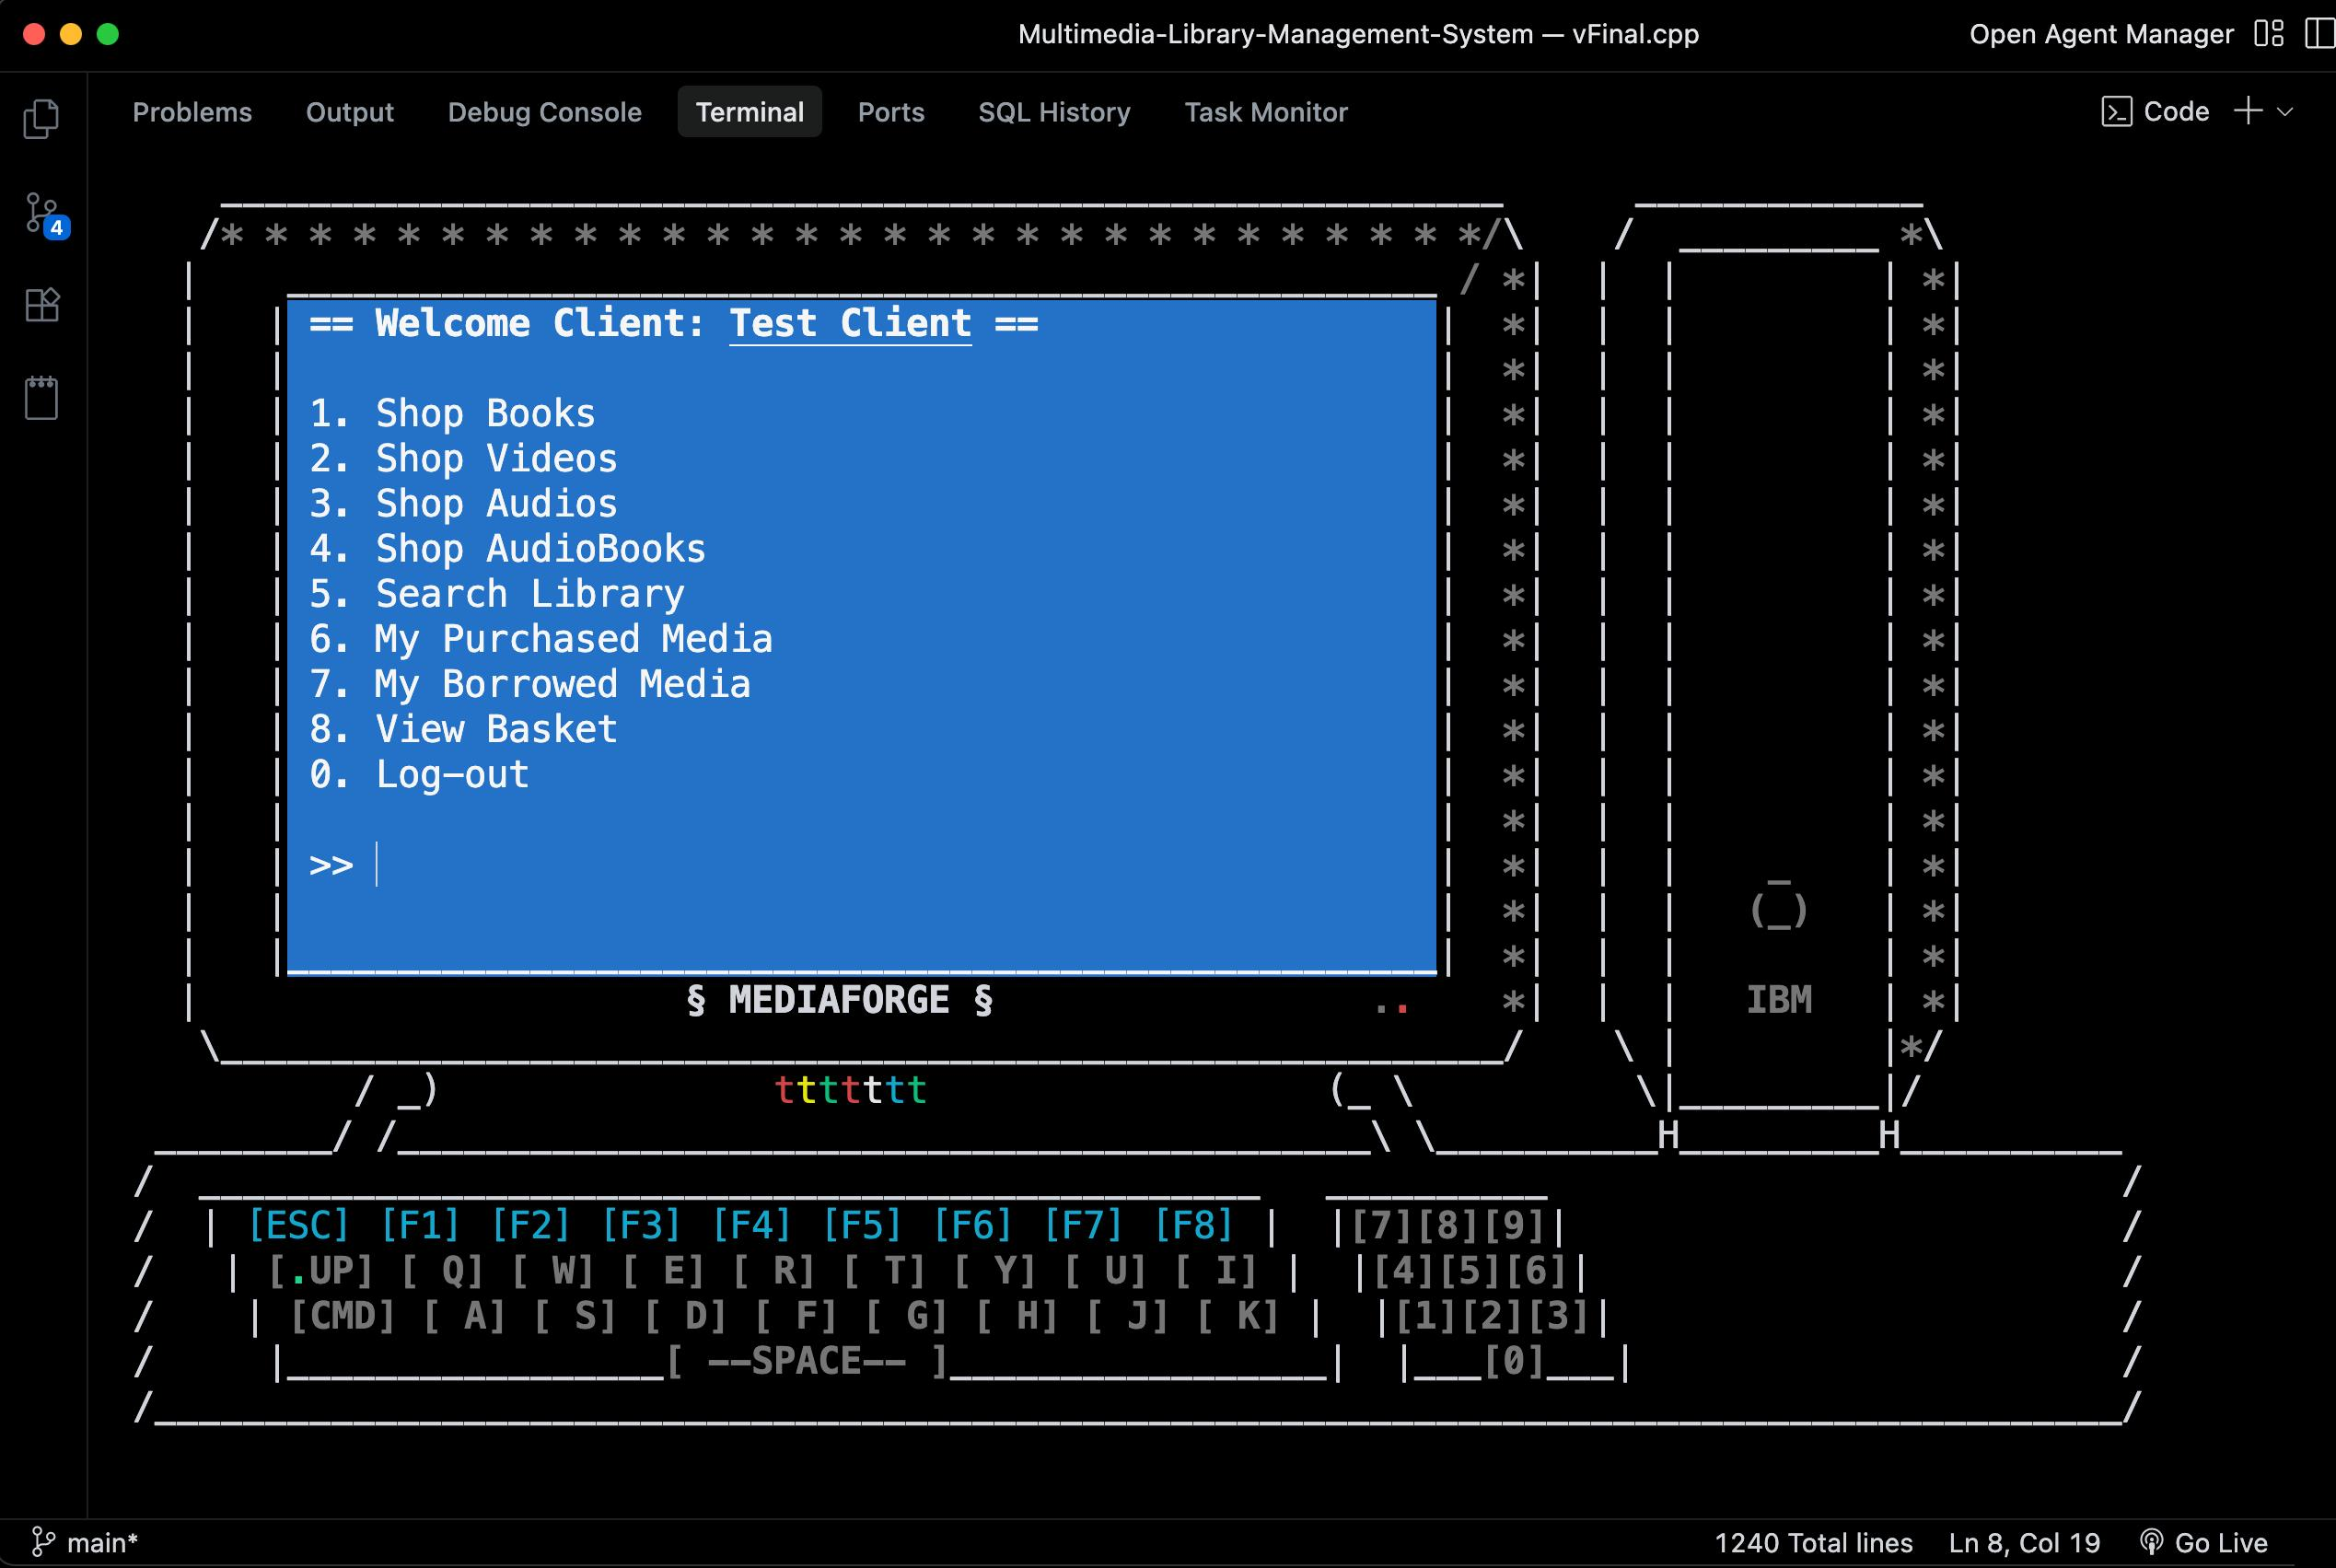 Multimedia-Library-Management-System — vFinal.cpp
Open Agent Manager
Problems Output Debug Console Terminal Ports SQL History Task Monitor
Code
4
== Welcome Client: Test Client ==
1. Shop Books
2. Shop Videos
3. Shop Audios
4. Shop AudioBooks
5. Search Library
6. My Purchased Media
7. My Borrowed Media
8. View Basket
0. Log-out
>>
§ MEDIAFORGE §
..
IBM
ttttttt
H H
[ESC] [F1] [F2] [F3] [F4] [F5] [F6] [F7] [F8] [7][8][9]
[.UP] [ Q] [ W] [ E] [ R] [ T] [ Y] [ U] [ I] [4][5][6]
[CMD] [ A] [ S] [ D] [ F] [ G] [ H] [ J] [ K] [1][2][3]
[ --SPACE-- ] [0]
main*
1240 Total lines Ln 8, Col 19 Go Live